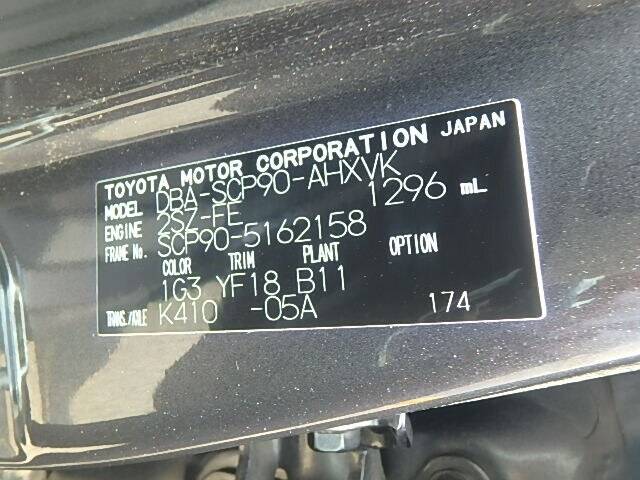 TOYOTA MOTOR CORPORATION JAPAN
MODEL DBA-SCP90-AHXVK
ENGINE 2SZ-FE 1296 mL
FRAME No. SCP90-5162158
COLOR TRIM PLANT OPTION
1G3 YF18 B11
TRANS./AXLE K410 -05A 174